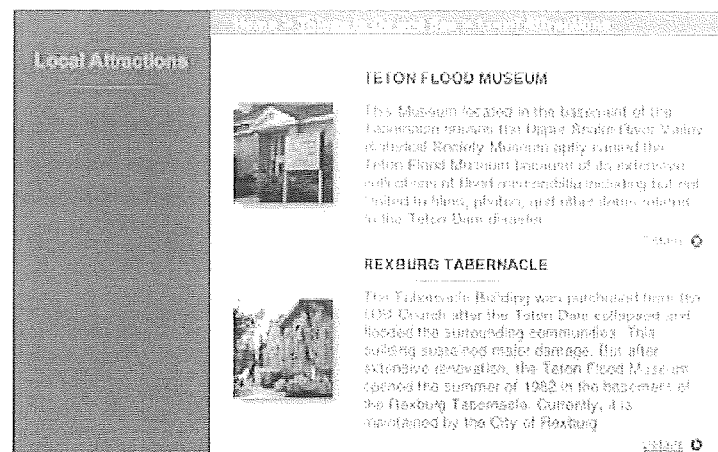 Local Attractions
TETON FLOOD MUSEUM
This Museum located in the basement of the
Tabernacle houses the Upper Snake River Valley
Historical Society Museum aptly named the
Teton Flood Museum because of its extensive
collections of flood memorabilia including but not
limited to films, photos, and other items related
to the Teton Dam disaster.
REXBURG TABERNACLE
The Tabernacle Building was purchased from the
LDS Church after the Teton Dam collapsed and
flooded the surrounding communities. This
building sustained major damage. But after
extensive renovation, the Teton Flood Museum
opened the summer of 1982 in the basement of
the Rexburg Tabernacle. Currently, it is
maintained by the City of Rexburg